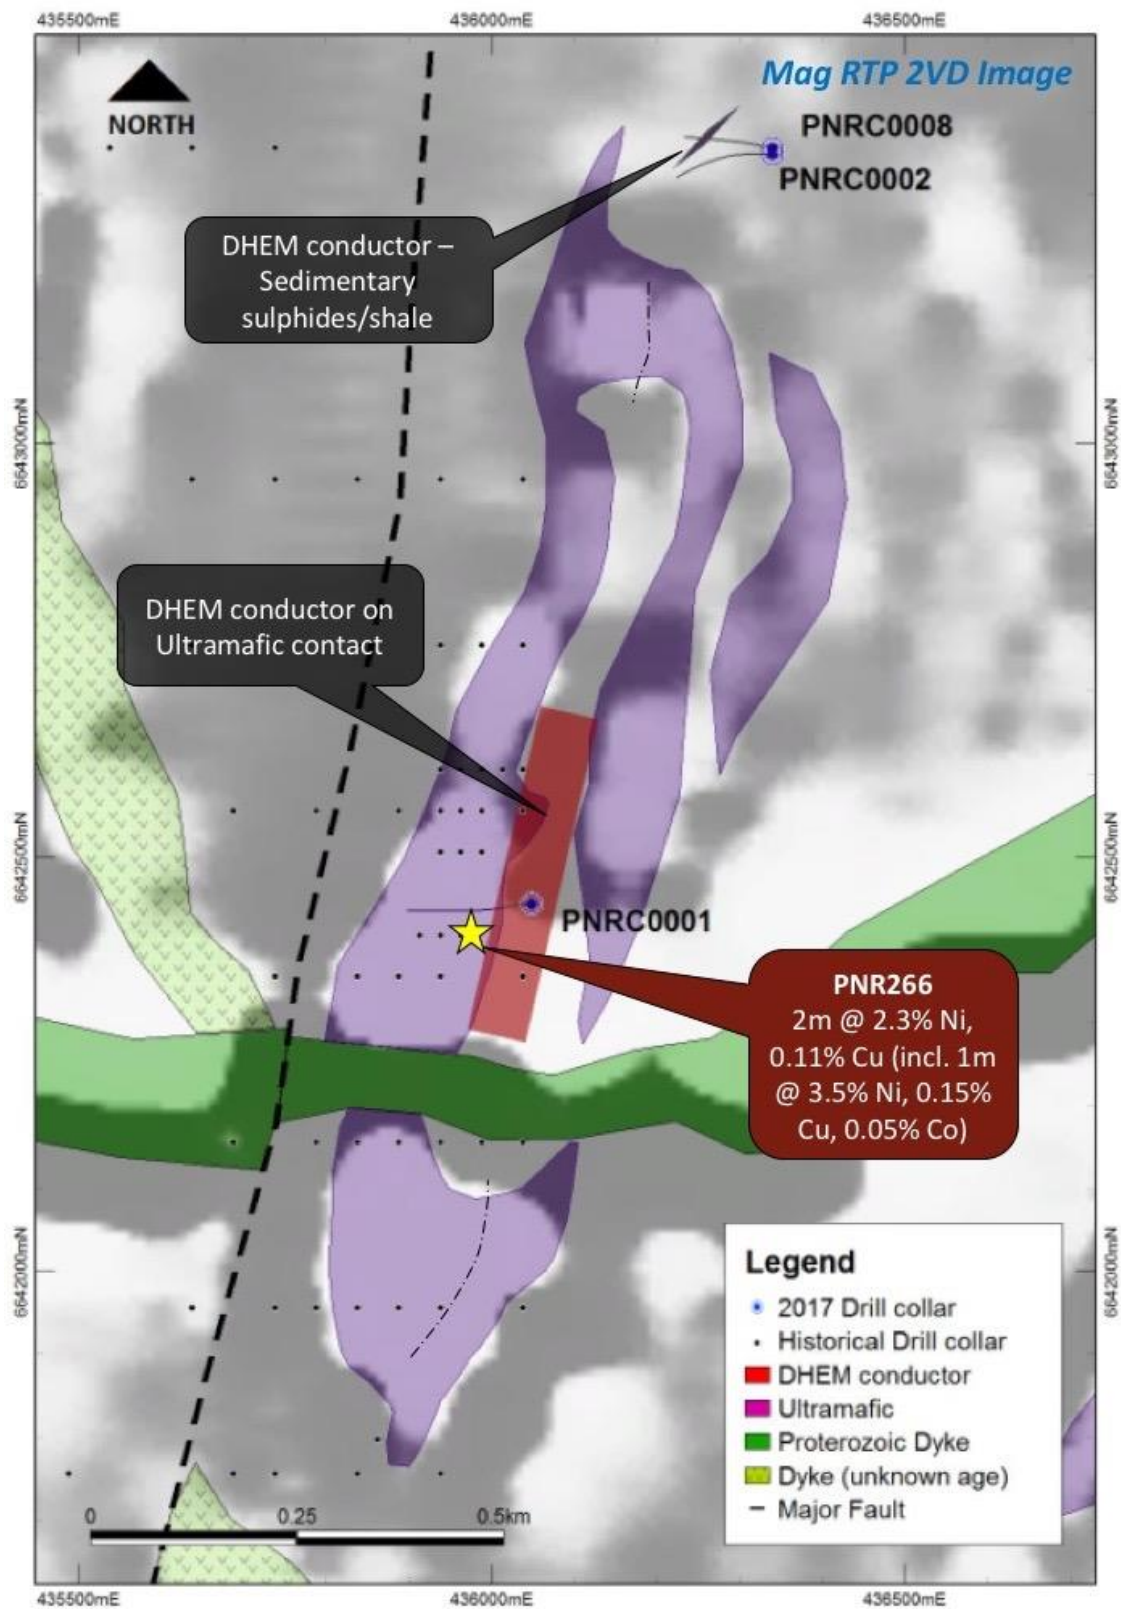 435500mE
436000mE
436500mE
Mag RTP 2VD Image
NORTH
PNRC0008
PNRC0002
DHEM conductor –
Sedimentary
sulphides/shale
6643000mN
6643000mN
DHEM conductor on
Ultramafic contact
6642500mN
6642500mN
PNRC0001
PNR266
2m @ 2.3% Ni,
0.11% Cu (incl. 1m
@ 3.5% Ni, 0.15%
Cu, 0.05% Co)
6642000mN
6642000mN
Legend
2017 Drill collar
Historical Drill collar
DHEM conductor
Ultramafic
Proterozoic Dyke
Dyke (unknown age)
Major Fault
0 0.25 0.5km
435500mE
436000mE
436500mE